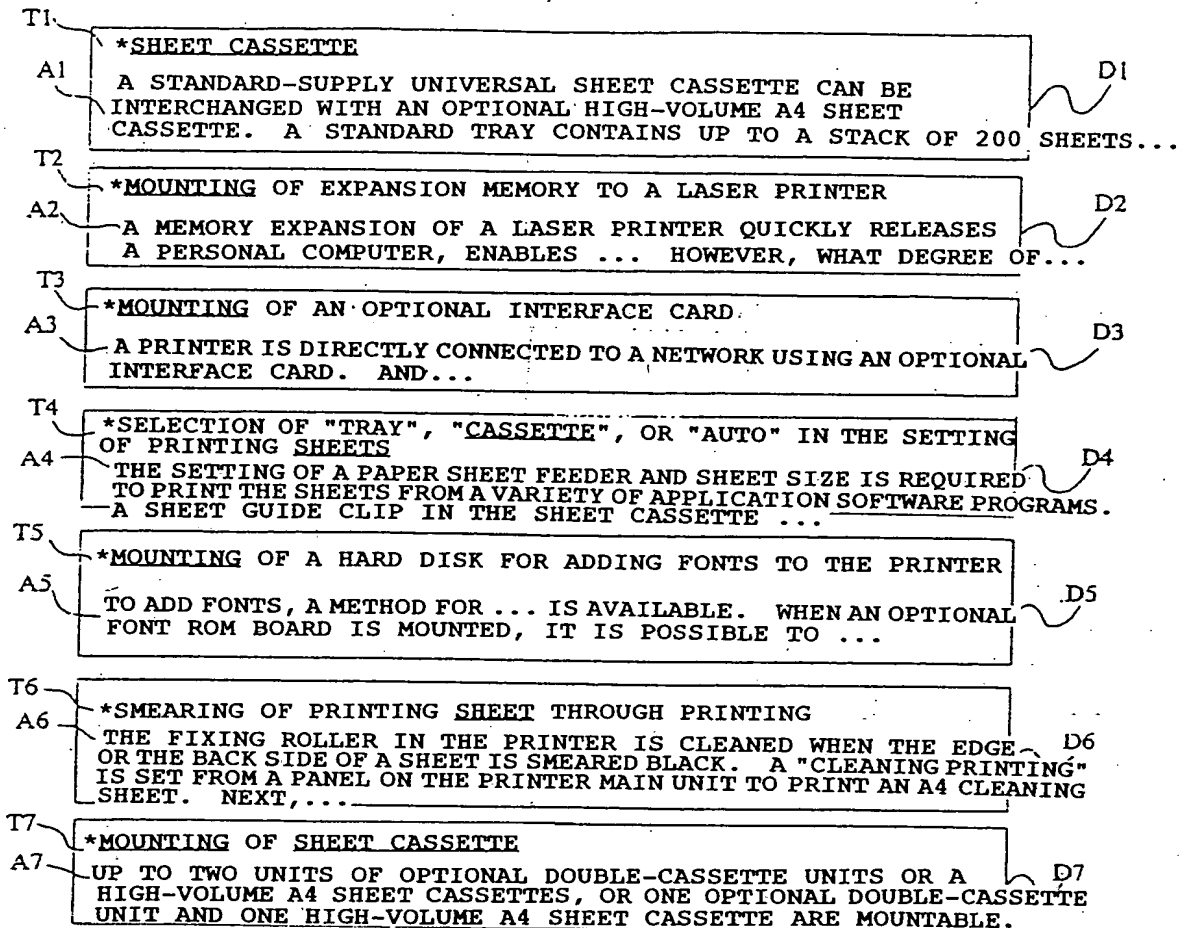 T1
*SHEET CASSETTE
A1
D1
A STANDARD-SUPPLY UNIVERSAL SHEET CASSETTE CAN BE
INTERCHANGED WITH AN OPTIONAL HIGH-VOLUME A4 SHEET
CASSETTE. A STANDARD TRAY CONTAINS UP TO A STACK OF 200 SHEETS...
T2
*MOUNTING OF EXPANSION MEMORY TO A LASER PRINTER
A2
D2
A MEMORY EXPANSION OF A LASER PRINTER QUICKLY RELEASES
A PERSONAL COMPUTER, ENABLES ... HOWEVER, WHAT DEGREE OF...
T3
*MOUNTING OF AN OPTIONAL INTERFACE CARD
A3
D3
A PRINTER IS DIRECTLY CONNECTED TO A NETWORK USING AN OPTIONAL
INTERFACE CARD. AND...
T4
*SELECTION OF "TRAY", "CASSETTE", OR "AUTO" IN THE SETTING
OF PRINTING SHEETS
A4
D4
THE SETTING OF A PAPER SHEET FEEDER AND SHEET SIZE IS REQUIRED
TO PRINT THE SHEETS FROM A VARIETY OF APPLICATION SOFTWARE PROGRAMS.
A SHEET GUIDE CLIP IN THE SHEET CASSETTE ...
T5
*MOUNTING OF A HARD DISK FOR ADDING FONTS TO THE PRINTER
A5
D5
TO ADD FONTS, A METHOD FOR ... IS AVAILABLE. WHEN AN OPTIONAL
FONT ROM BOARD IS MOUNTED, IT IS POSSIBLE TO ...
T6
*SMEARING OF PRINTING SHEET THROUGH PRINTING
A6
D6
THE FIXING ROLLER IN THE PRINTER IS CLEANED WHEN THE EDGE
OR THE BACK SIDE OF A SHEET IS SMEARED BLACK. A "CLEANING PRINTING"
IS SET FROM A PANEL ON THE PRINTER MAIN UNIT TO PRINT AN A4 CLEANING
SHEET. NEXT,...
T7
*MOUNTING OF SHEET CASSETTE
A7
D7
UP TO TWO UNITS OF OPTIONAL DOUBLE-CASSETTE UNITS OR A
HIGH-VOLUME A4 SHEET CASSETTES, OR ONE OPTIONAL DOUBLE-CASSETTE
UNIT AND ONE HIGH-VOLUME A4 SHEET CASSETTE ARE MOUNTABLE.